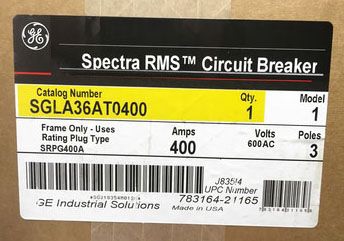 GE
Spectra RMS™ Circuit Breaker
Catalog Number Qty. Model
SGLA36AT0400 1 1
Frame Only - Uses Amps Volts Poles
Rating Plug Type 400 600AC 3
SRPG400A
J835/4
UPC Number
783164-21165
GE Industrial Solutions Made in USA